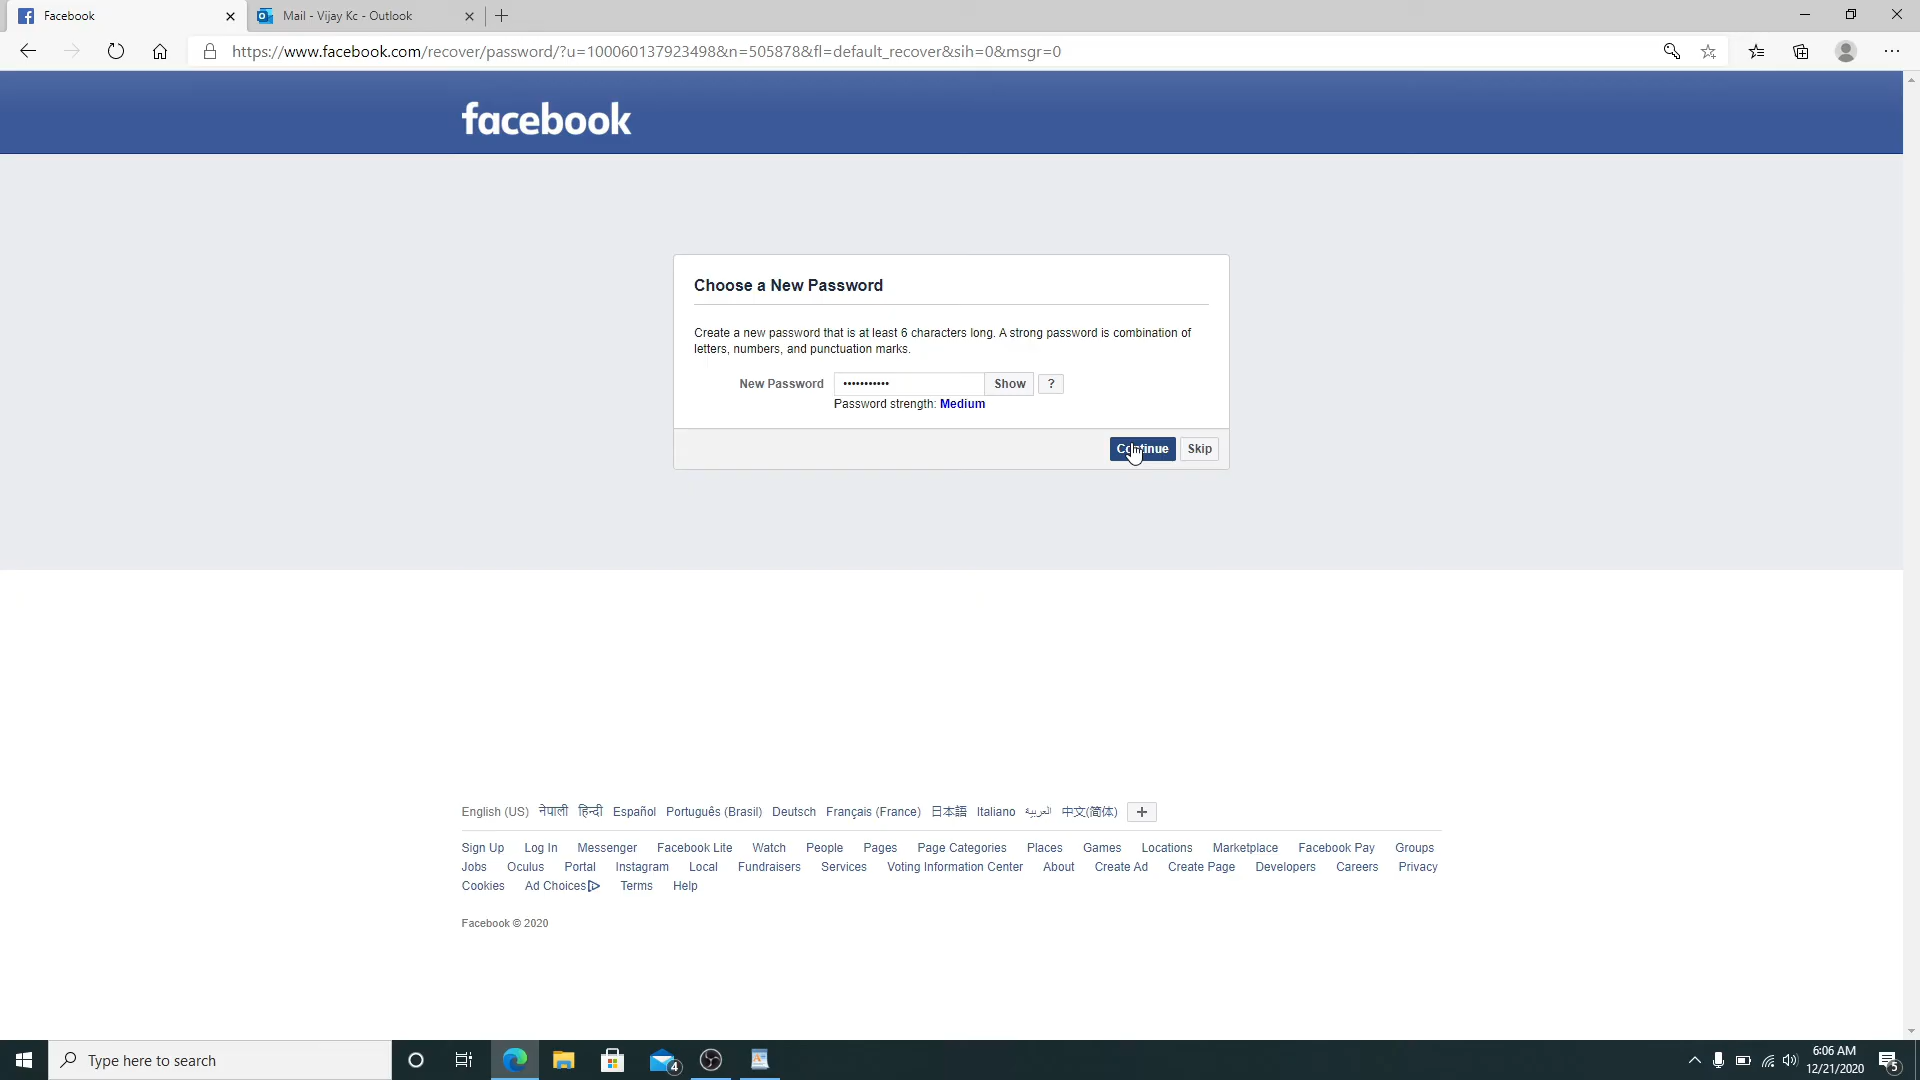 Facebook
Mail - Vijay Kc - Outlook
https://www.facebook.com/recover/password/?u=100060137923498&n=505878&fl=default_recover&sih=0&msgr=0
facebook
Choose a New Password
Create a new password that is at least 6 characters long. A strong password is combination of
letters, numbers, and punctuation marks.
New Password ••••••••••• Show ?
Password strength: Medium
Continue Skip
English (US) नेपाली हिन्दी Español Português (Brasil) Deutsch Français (France) 日本語 Italiano العربية 中文(简体) +
Sign Up Log In Messenger Facebook Lite Watch People Pages Page Categories Places Games Locations Marketplace Facebook Pay Groups
Jobs Oculus Portal Instagram Local Fundraisers Services Voting Information Center About Create Ad Create Page Developers Careers Privacy
Cookies Ad Choices Terms Help
Facebook © 2020
Type here to search
4
6:06 AM
12/21/2020
5